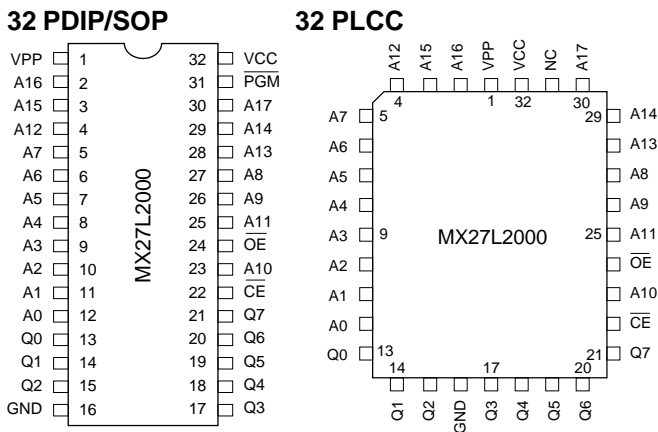 32 PDIP/SOP
VPP 1 32 VCC
A16 2 31 PGM
A15 3 30 A17
A12 4 29 A14
A7 5 28 A13
A6 6 27 A8
A5 7 26 A9
A4 8 25 A11
A3 9 24 OE
A2 10 23 A10
A1 11 22 CE
A0 12 21 Q7
Q0 13 20 Q6
Q1 14 19 Q5
Q2 15 18 Q4
GND 16 17 Q3
MX27L2000
32 PLCC
A12 A15 A16 VPP VCC NC A17
4 1 32 30
A7 5 29 A14
A6 A13
A5 A8
A4 A9
A3 9 MX27L2000 25 A11
A2 OE
A1 A10
A0 CE
Q0 13 21 Q7
14 17 20
Q1 Q2 GND Q3 Q4 Q5 Q6